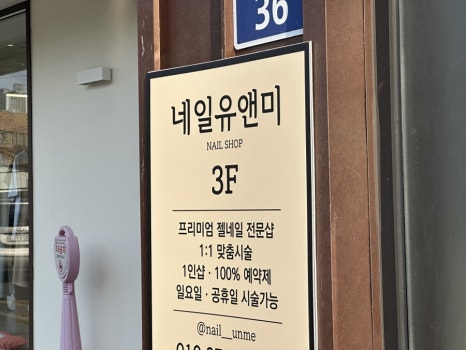 36
네일유앤미
NAIL SHOP
3F
프리미엄 젤네일 전문샵
1:1 맞춤시술
1인샵 · 100% 예약제
일요일 · 공휴일 시술가능
@nail__unme